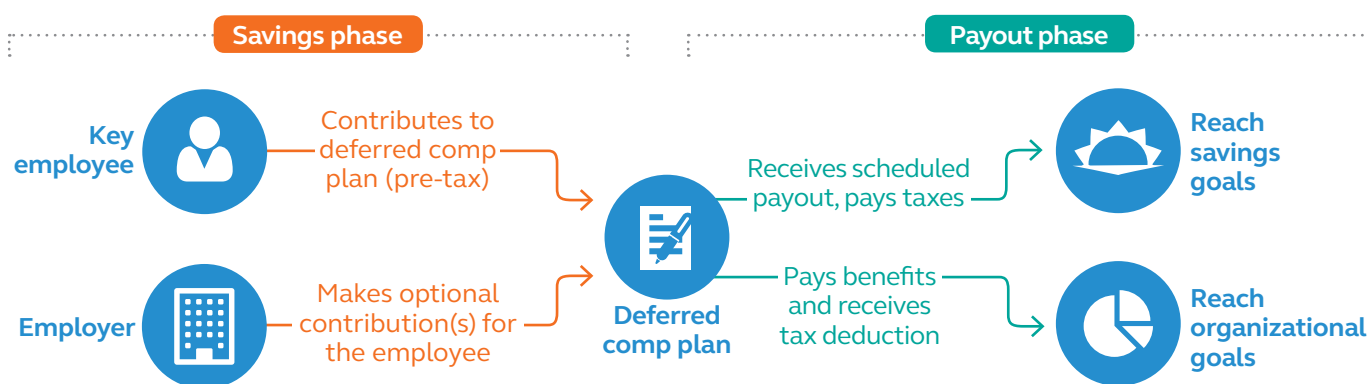 Savings phase
Payout phase
Key
employee
Contributes to
deferred comp
plan (pre-tax)
Receives scheduled
payout, pays taxes
Reach
savings
goals
Employer
Makes optional
contribution(s) for
the employee
Deferred
comp plan
Pays benefits
and receives
tax deduction
Reach
organizational
goals